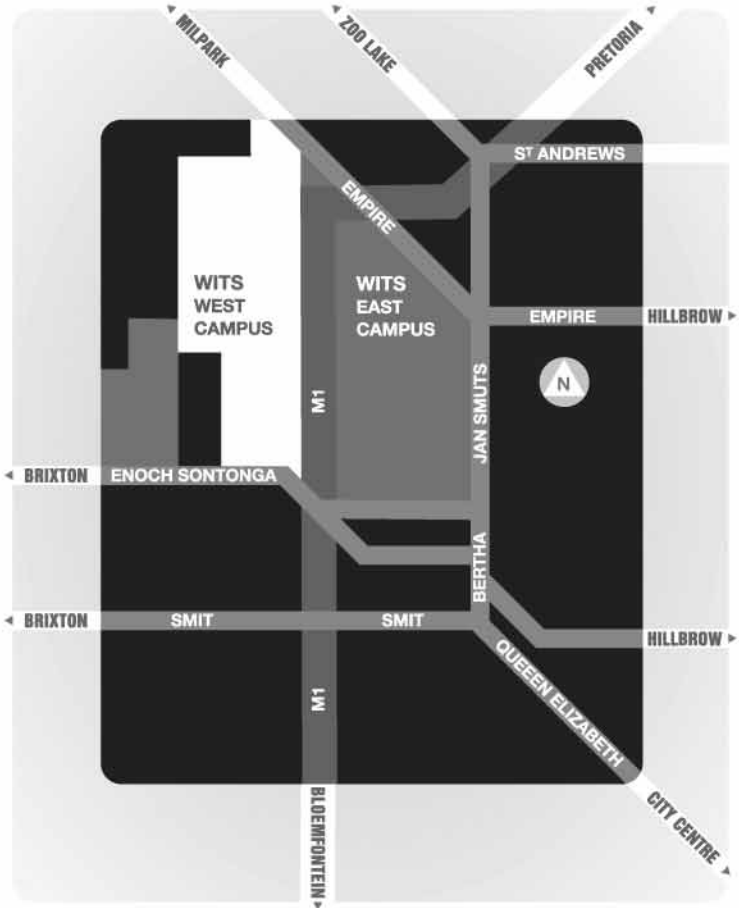 MILPARK
ZOO LAKE
PRETORIA
ST ANDREWS
EMPIRE
WITS
WEST
CAMPUS
WITS
EAST
CAMPUS
EMPIRE
HILLBROW
N
M1
JAN SMUTS
BRIXTON
ENOCH SONTONGA
BERTHA
BRIXTON
SMIT
SMIT
HILLBROW
QUEEEN ELIZABETH
M1
BLOEMFONTEIN
CITY CENTRE